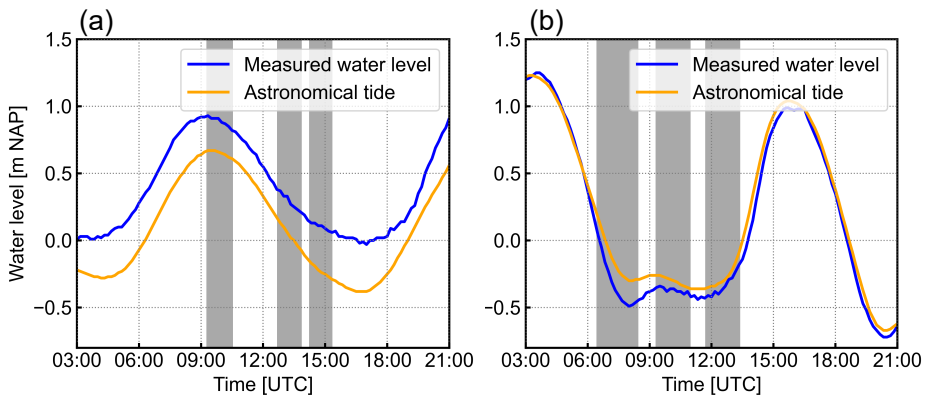 (a)
(b)
Water level [m NAP]
1.5
1.0
0.5
0.0
−0.5
Measured water level
Astronomical tide
03:00 06:00 09:00 12:00 15:00 18:00 21:00
Time [UTC]
1.5
1.0
0.5
0.0
−0.5
Measured water level
Astronomical tide
03:00 06:00 09:00 12:00 15:00 18:00 21:00
Time [UTC]